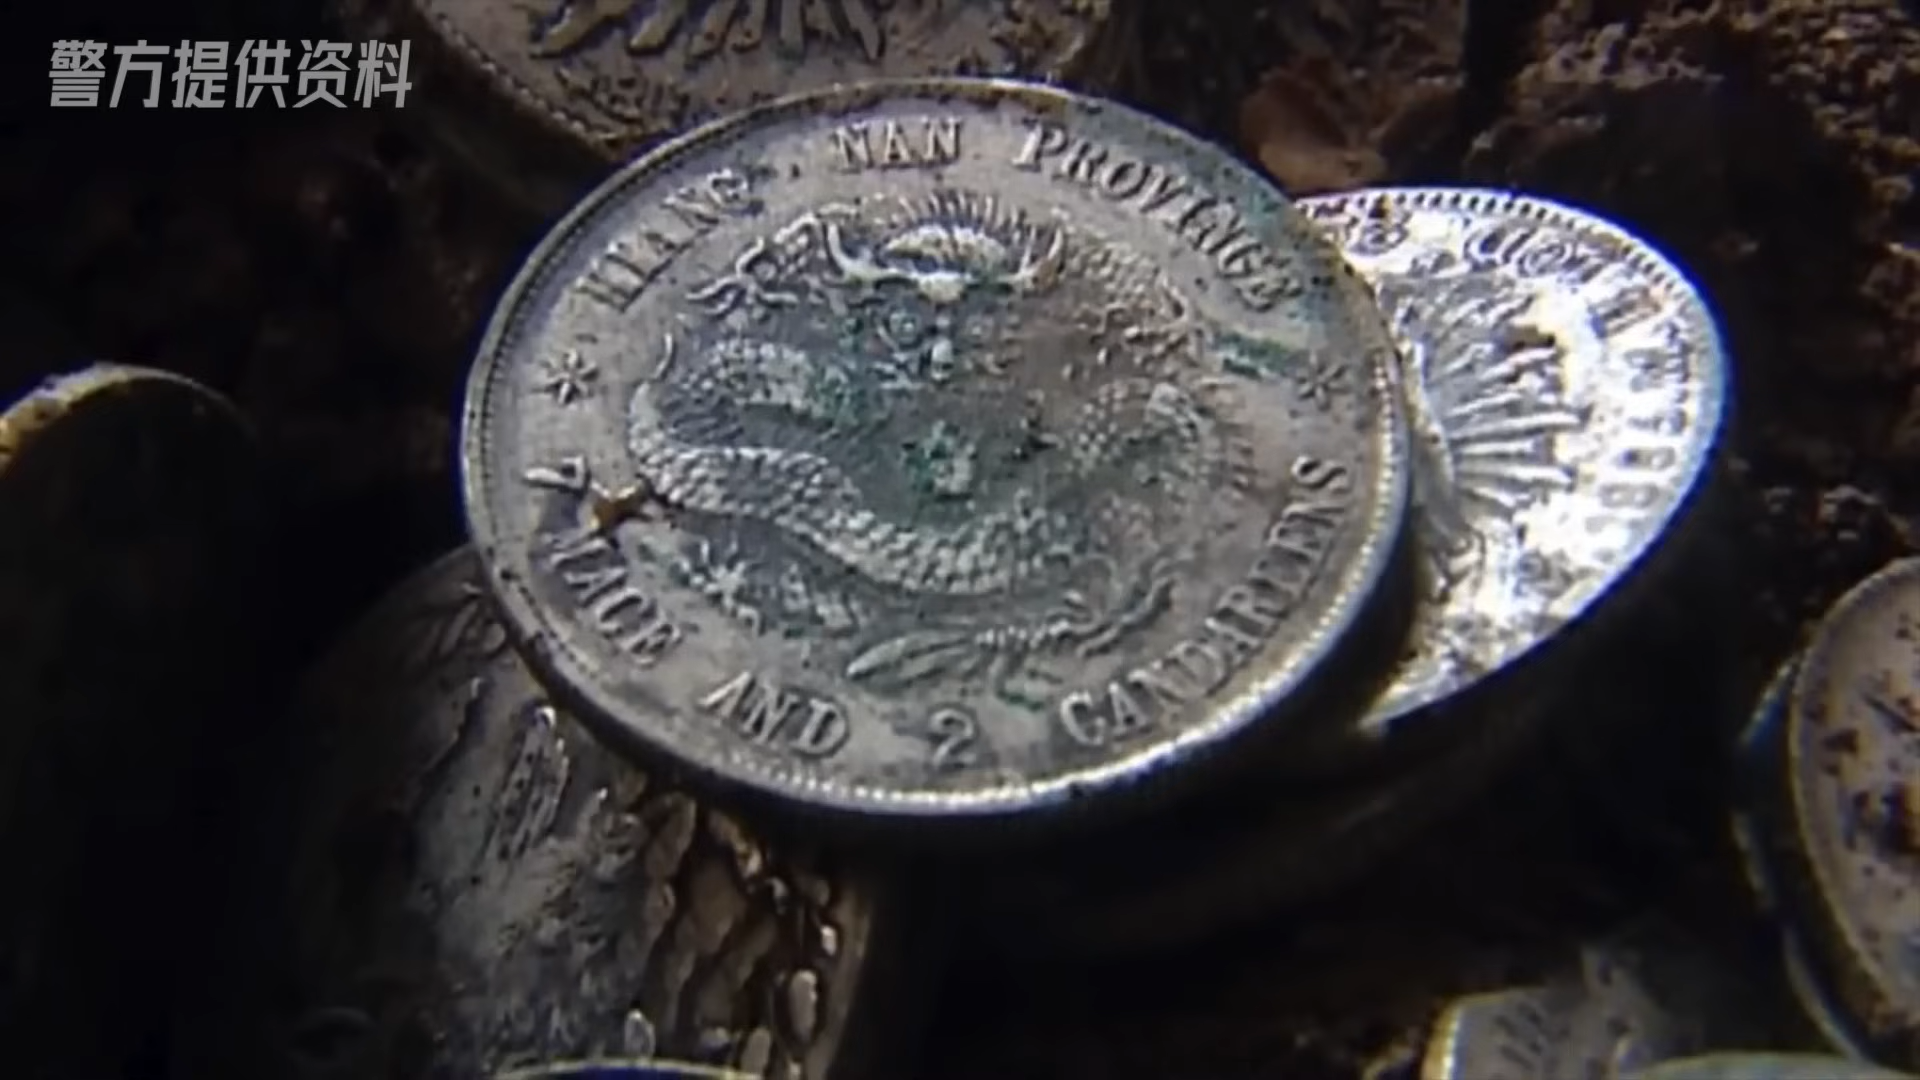 警方提供资料
KIANG NAN PROVINCE
7 MACE AND 2 CANDAREENS